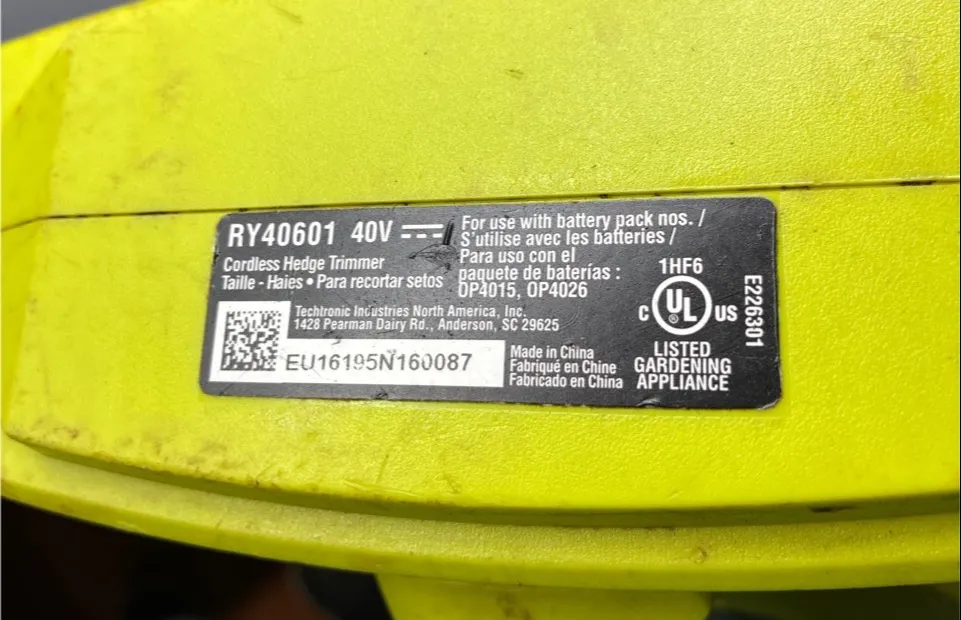 RY40601 40V
Cordless Hedge Trimmer
Taille - Haies • Para recortar setos
For use with battery pack nos. /
S'utilise avec les batteries /
Para uso con el
paquete de baterías :
OP4015, OP4026
Techtronic Industries North America, Inc.
1428 Pearman Dairy Rd., Anderson, SC 29625
EU16195N160087
Made in China
Fabriqué en Chine
Fabricado en China
1HF6
C UL US
®
LISTED
GARDENING
APPLIANCE
E226301